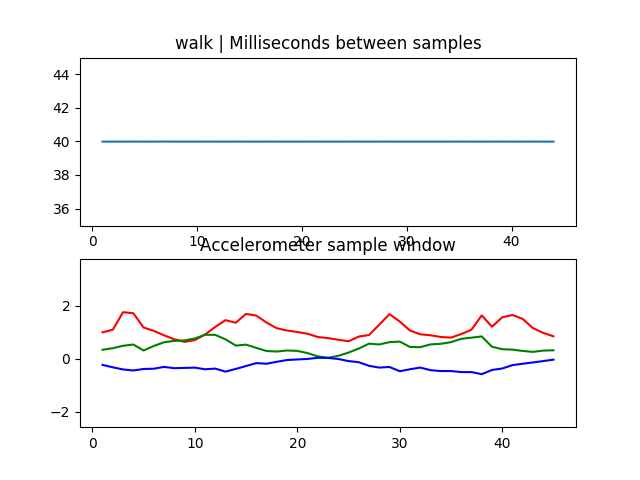 walk | Milliseconds between samples
44
42
40
38
36
0 10 20 30 40
Accelerometer sample window
2
0
−2
0 10 20 30 40